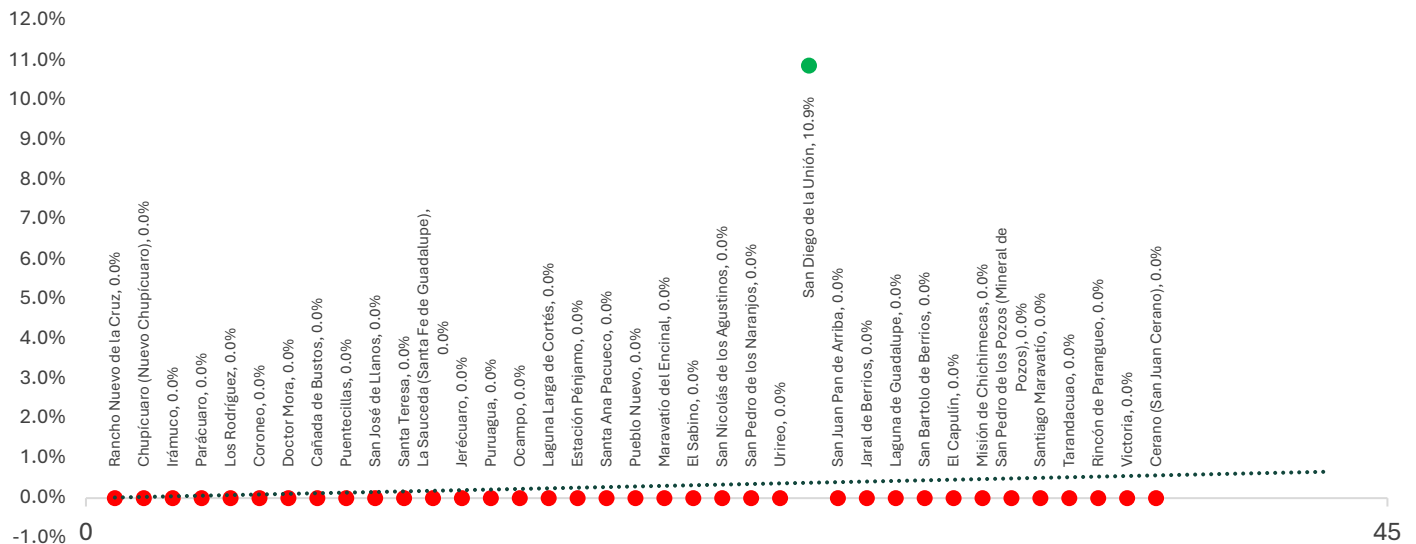 12.0%
11.0%
10.0%
9.0%
8.0%
7.0%
6.0%
5.0%
4.0%
3.0%
2.0%
1.0%
0.0%
-1.0%
Rancho Nuevo de la Cruz, 0.0%
Chupícuaro (Nuevo Chupícuaro), 0.0%
Irámuco, 0.0%
Parácuaro, 0.0%
Los Rodríguez, 0.0%
Coroneo, 0.0%
Doctor Mora, 0.0%
Cañada de Bustos, 0.0%
Puentecillas, 0.0%
San José de Llanos, 0.0%
Santa Teresa, 0.0%
La Sauceda (Santa Fe de Guadalupe),
0.0%
Jerécuaro, 0.0%
Puruagua, 0.0%
Ocampo, 0.0%
Laguna Larga de Cortés, 0.0%
Estación Pénjamo, 0.0%
Santa Ana Pacueco, 0.0%
Pueblo Nuevo, 0.0%
Maravatío del Encinal, 0.0%
El Sabino, 0.0%
San Nicolás de los Agustinos, 0.0%
San Pedro de los Naranjos, 0.0%
Urireo, 0.0%
San Diego de la Unión, 10.9%
San Juan Pan de Arriba, 0.0%
Jaral de Berrios, 0.0%
Laguna de Guadalupe, 0.0%
San Bartolo de Berrios, 0.0%
El Capulín, 0.0%
Misión de Chichimecas, 0.0%
San Pedro de los Pozos (Mineral de
Pozos), 0.0%
Santiago Maravatío, 0.0%
Tarandacuao, 0.0%
Rincón de Parangueo, 0.0%
Victoria, 0.0%
Cerano (San Juan Cerano), 0.0%
0
45